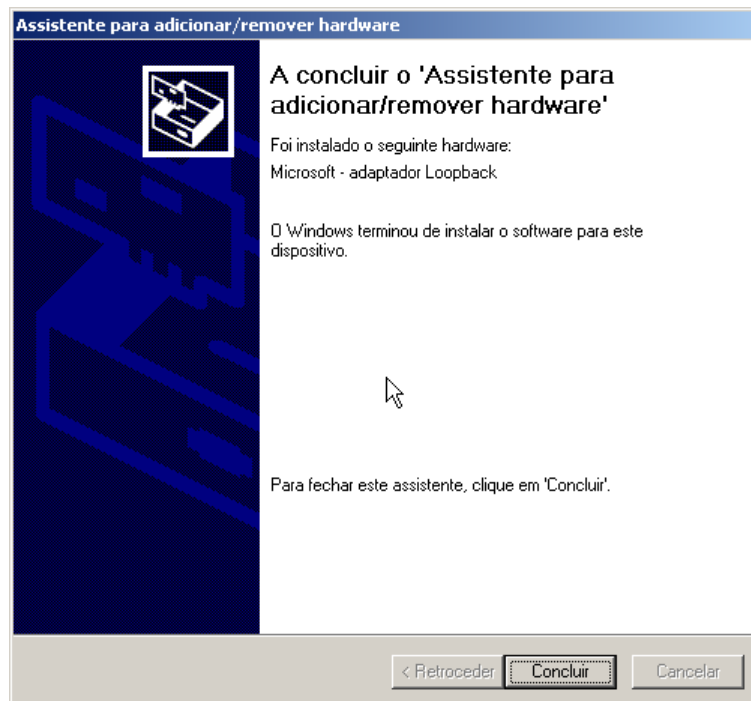 Assistente para adicionar/remover hardware
A concluir o 'Assistente para
adicionar/remover hardware'
Foi instalado o seguinte hardware:
Microsoft - adaptador Loopback
O Windows terminou de instalar o software para este
dispositivo.
Para fechar este assistente, clique em 'Concluir'.
< Retroceder
Concluir
Cancelar